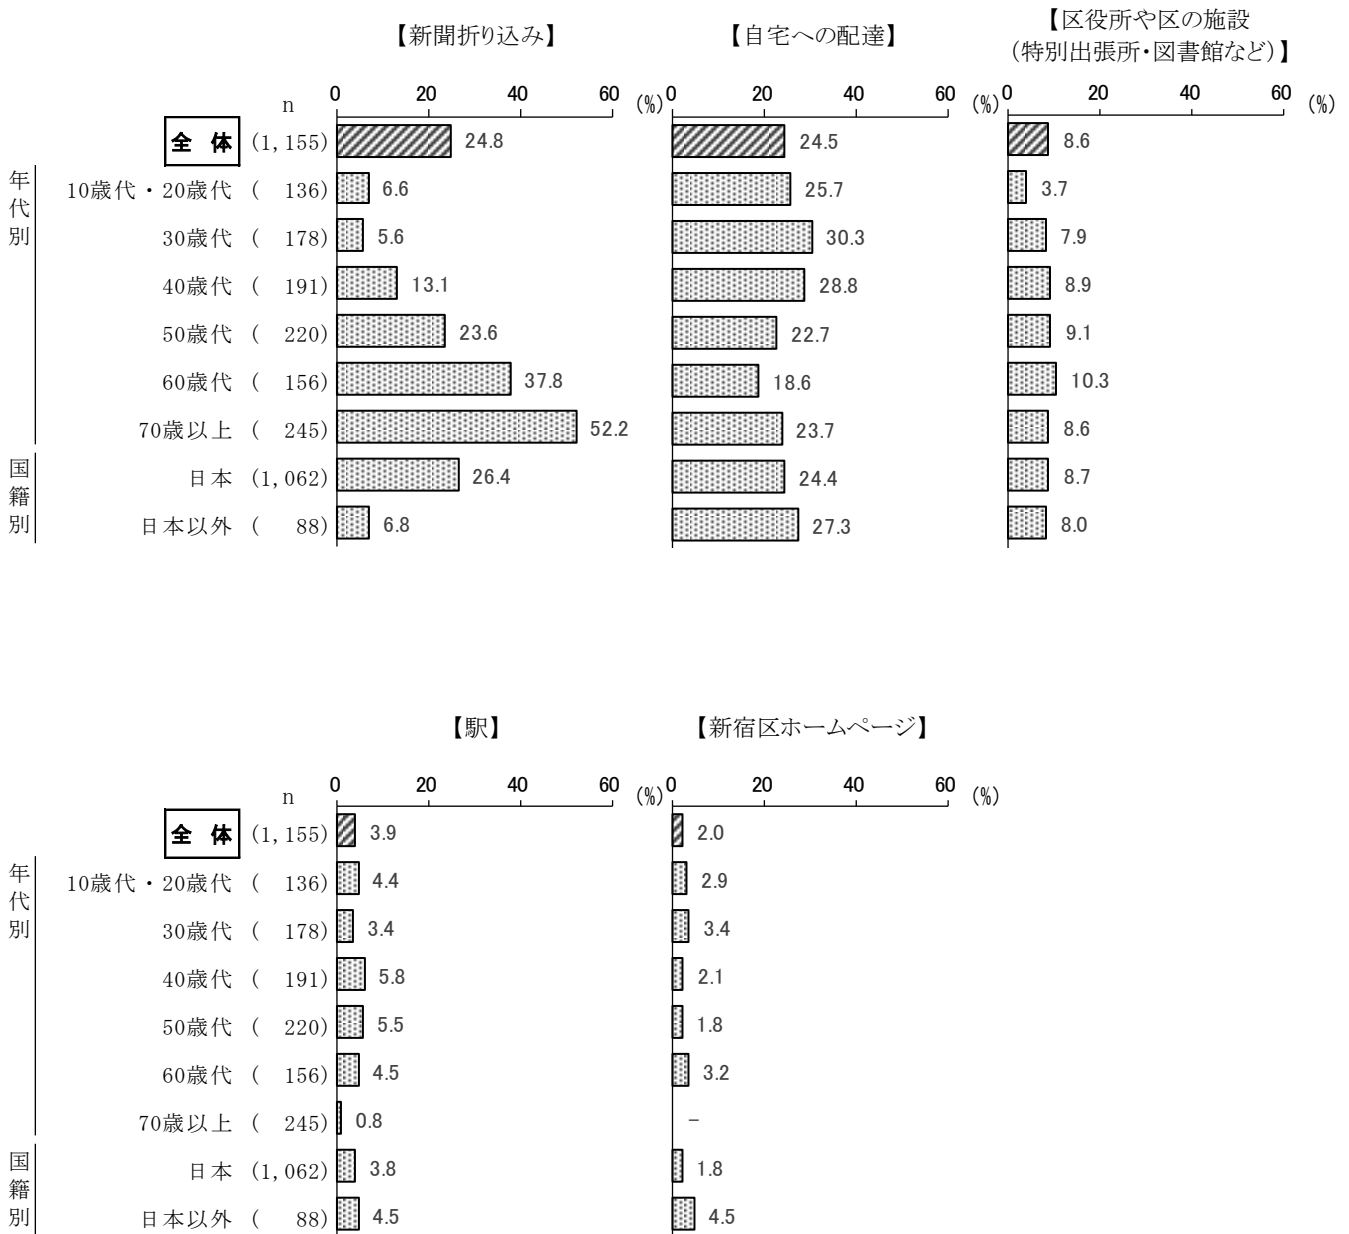 【新聞折り込み】 【自宅への配達】 【区役所や区の施設
（特別出張所・図書館など）】
n 0 20 40 60 (%) 0 20 40 60 (%) 0 20 40 60 (%)
全 体 (1,155) 24.8 24.5 8.6
年代別
10歳代・20歳代 ( 136) 6.6 25.7 3.7
30歳代 ( 178) 5.6 30.3 7.9
40歳代 ( 191) 13.1 28.8 8.9
50歳代 ( 220) 23.6 22.7 9.1
60歳代 ( 156) 37.8 18.6 10.3
70歳以上 ( 245) 52.2 23.7 8.6
国籍別
日本 (1,062) 26.4 24.4 8.7
日本以外 ( 88) 6.8 27.3 8.0
【駅】 【新宿区ホームページ】
n 0 20 40 60 (%) 0 20 40 60 (%)
全 体 (1,155) 3.9 2.0
年代別
10歳代・20歳代 ( 136) 4.4 2.9
30歳代 ( 178) 3.4 3.4
40歳代 ( 191) 5.8 2.1
50歳代 ( 220) 5.5 1.8
60歳代 ( 156) 4.5 3.2
70歳以上 ( 245) 0.8 -
国籍別
日本 (1,062) 3.8 1.8
日本以外 ( 88) 4.5 4.5